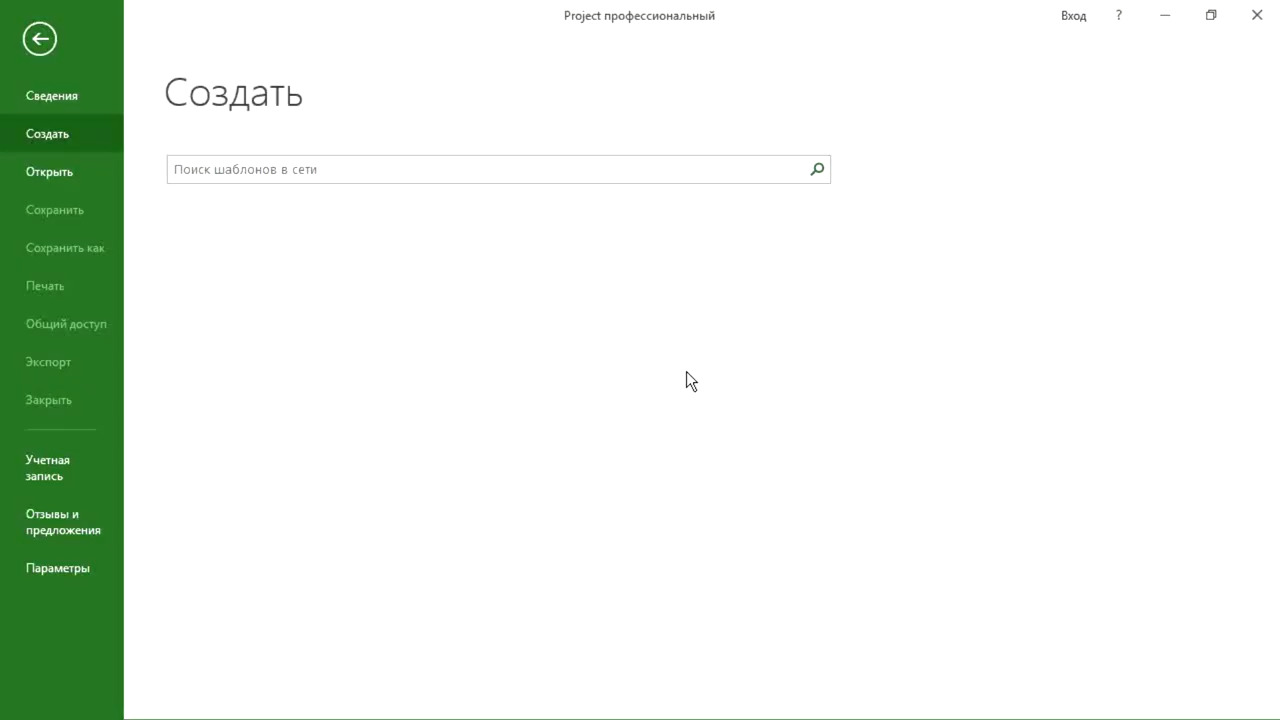 Project профессиональный
Вход
?
Сведения
Создать
Открыть
Сохранить
Сохранить как
Печать
Общий доступ
Экспорт
Закрыть
Учетная
запись
Отзывы и
предложения
Параметры
Создать
Поиск шаблонов в сети